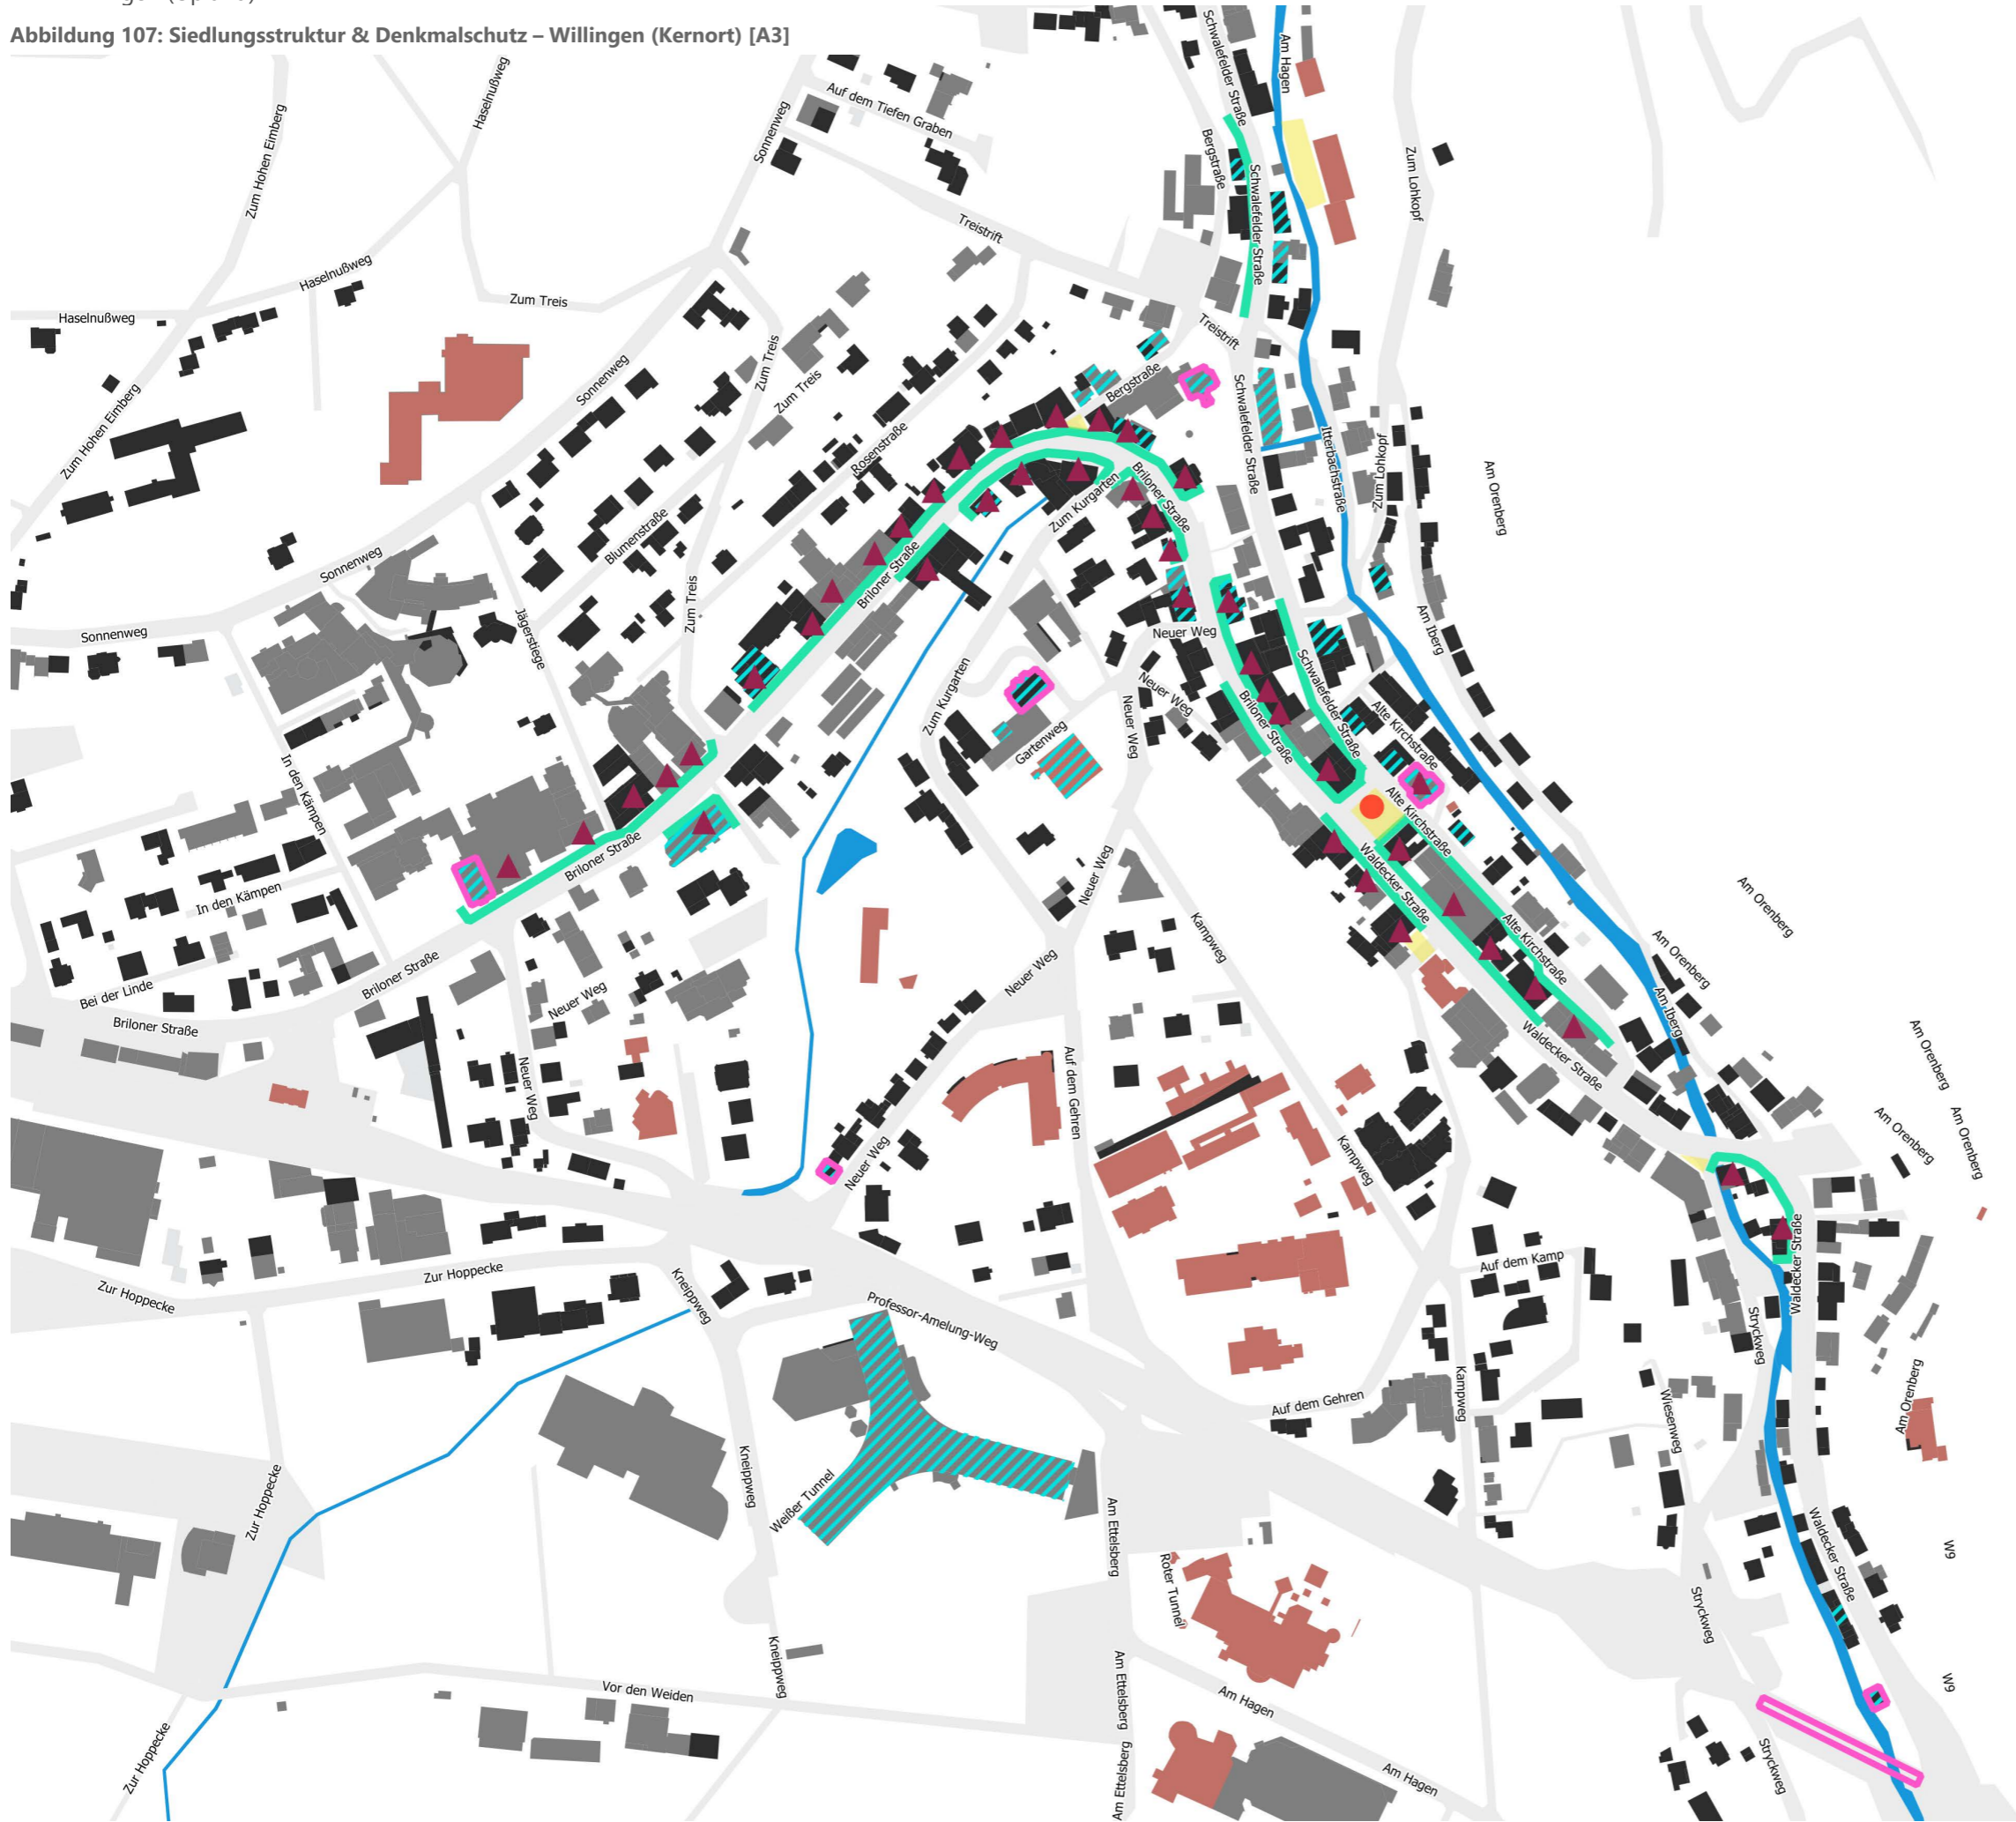 Abbildung 107: Siedlungsstruktur & Denkmalschutz – Willingen (Kernort) [A3]
Schwalefelder Straße
Am Hagen
Haselnußweg
Zum Hohen Eimberg
Sonnenweg
Auf dem Tiefen Graben
Bergstraße
Zum Lohkopf
Schwalefelder Straße
Treistrift
Haselnußweg
Zum Treis
Haselnußweg
Treistrift
Zum Treis
Sonnenweg
Zum Treis
Bergstraße
Schwalefelder Straße
Zum Hohen Eimberg
Rosenstraße
Itterbachstraße
Zum Lohkopf
Am Orenberg
Briloner Straße
Zum Kurgarten
Blumenstraße
Sonnenweg
Briloner Straße
Zum Treis
Jägerstiege
Sonnenweg
Neuer Weg
Am Iberg
Zum Kurgarten
Neuer Weg
Schwalefelder Straße
Neuer Weg
Briloner Straße
Alte Kirchstraße
Gartenweg
In den Kämpen
Alte Kirchstraße
Briloner Straße
Neuer Weg
Waldecker Straße
In den Kämpen
Am Orenberg
Kampweg
Alte Kirchstraße
Am Orenberg
Briloner Straße
Neuer Weg
Bei der Linde
Neuer Weg
Am Iberg
Briloner Straße
Waldecker Straße
Am Orenberg
Neuer Weg
Auf dem Gehren
Am Orenberg
Am Orenberg
Neuer Weg
Kampweg
Auf dem Kamp
Waldecker Straße
Zur Hoppecke
Zur Hoppecke
Kneippweg
Professor-Amelung-Weg
Stryckweg
Auf dem Gehren
Kampweg
Wiesenweg
Am Orenberg
Kneippweg
Weißer Tunnel
Zur Hoppecke
Am Ettelsberg
Waldecker Straße
W9
Roter Tunnel
Stryckweg
Kneippweg
Am Ettelsberg
Vor den Weiden
Am Hagen
W9
Zur Hoppecke
Am Ettelsberg
Am Hagen
Stryckweg